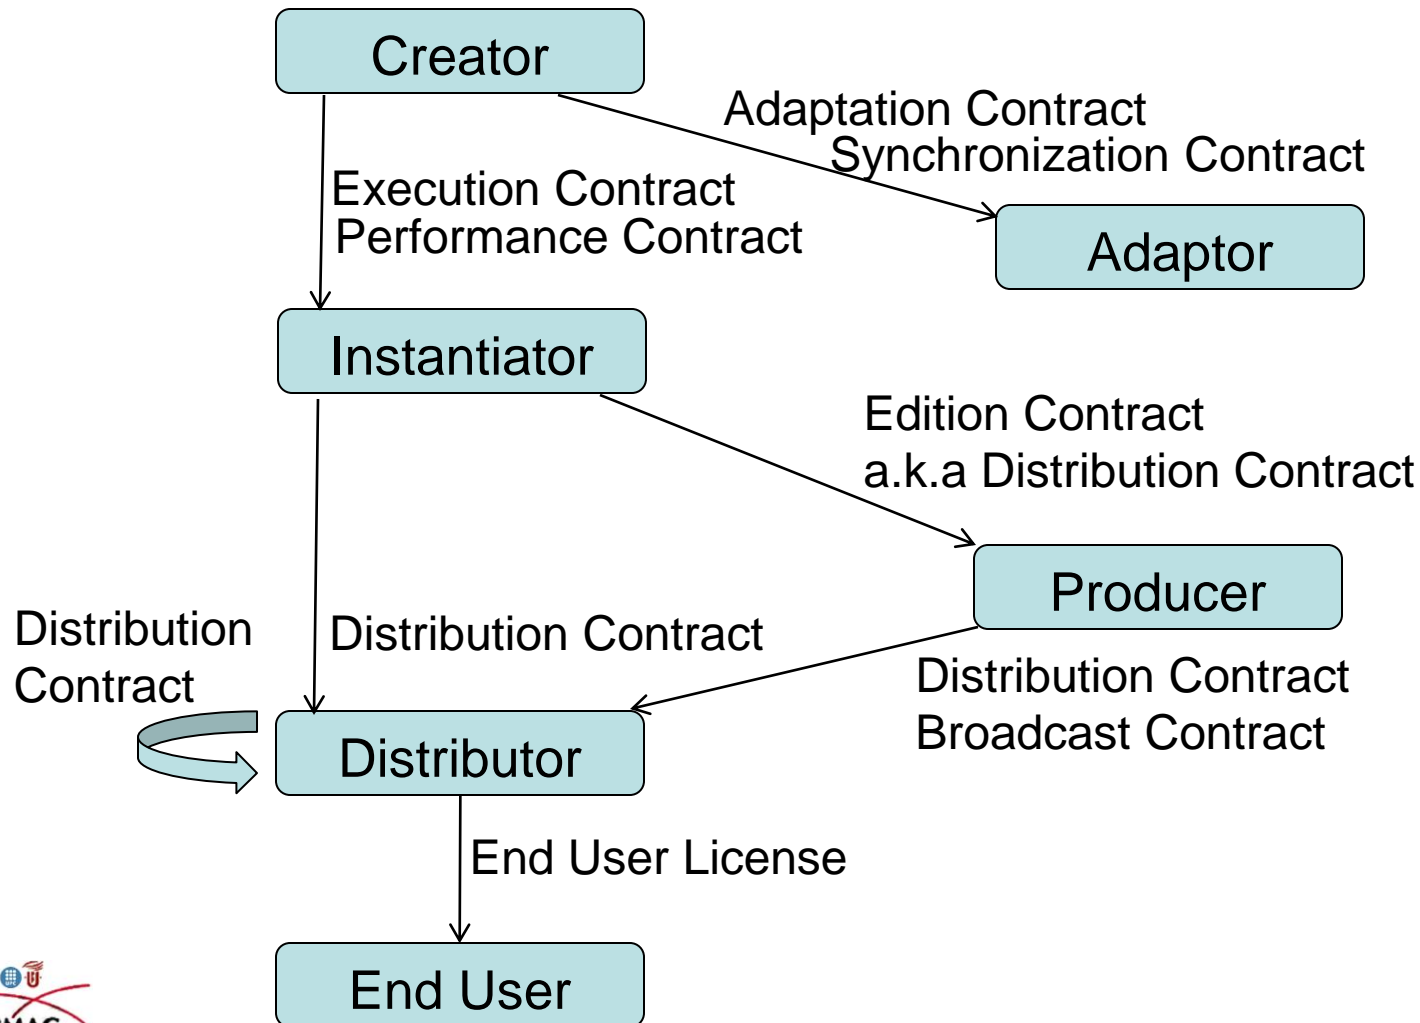 Creator
Adaptation Contract
Synchronization Contract
Execution Contract
Performance Contract
Adaptor
Instantiator
Edition Contract
a.k.a Distribution Contract
Producer
Distribution
Contract
Distribution Contract
Distribution Contract
Broadcast Contract
Distributor
End User License
End User